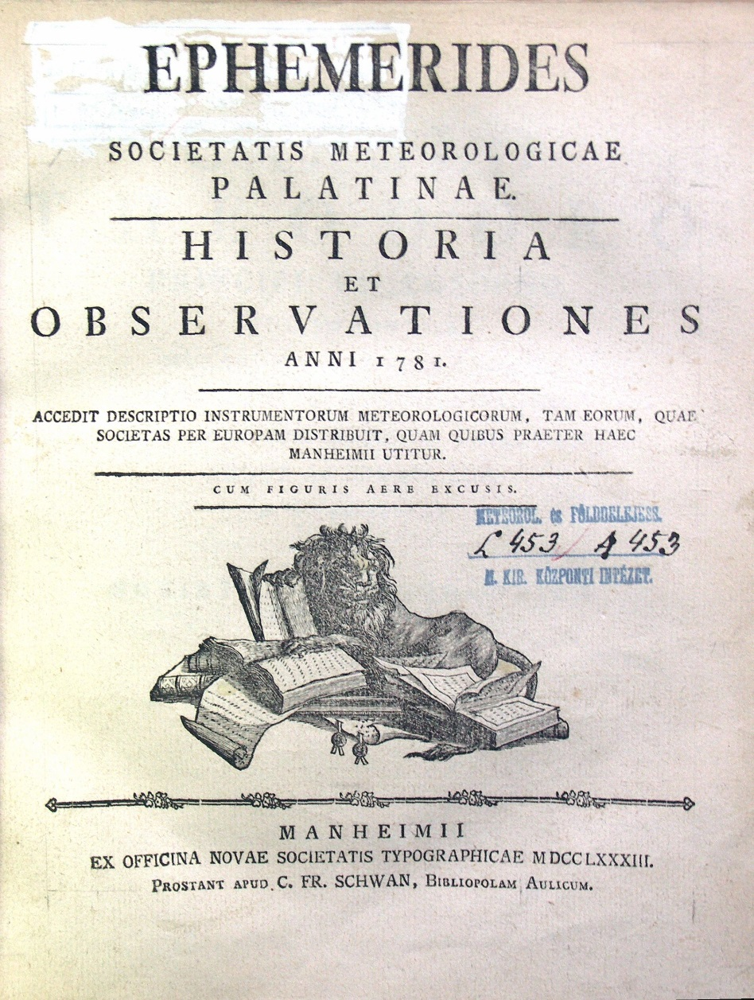 EPHEMERIDES
SOCIETATIS METEOROLOGICAE
PALATINAE.
HISTORIA
ET
OBSERVATIONES
ANNI 1781.
ACCEDIT DESCRIPTIO INSTRUMENTORUM METEOROLOGICORUM, TAM EORUM, QUAE
SOCIETAS PER EUROPAM DISTRIBUIT, QUAM QUIBUS PRAETER HAEC
MANHEIMII UTITUR.
CUM FIGURIS AERE EXCUSIS.
METEOROL. és FÖLDDELEJESS.
L 453 / A 453
M. KIR. KÖZPONTI INTÉZET.
MANHEIMII
EX OFFICINA NOVAE SOCIETATIS TYPOGRAPHICAE MDCCLXXXIII.
PROSTANT APUD C. FR. SCHWAN, BIBLIOPOLAM AULICUM.